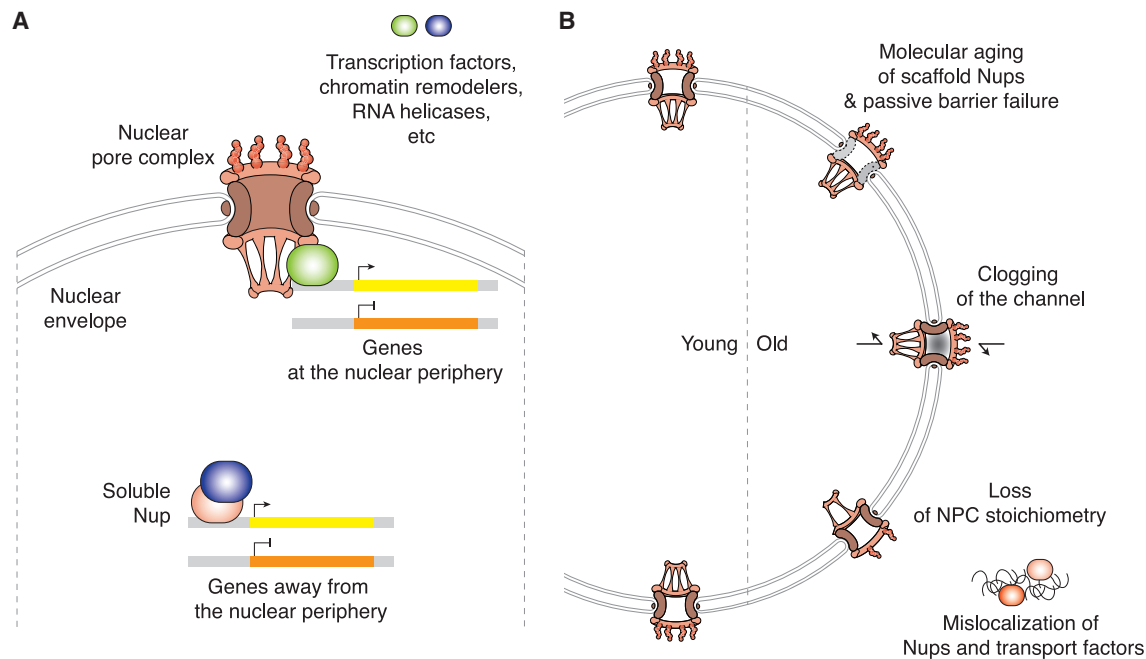 A
Transcription factors,
chromatin remodelers,
RNA helicases,
etc
Nuclear
pore complex
Nuclear
envelope
Genes
at the nuclear periphery
Soluble
Nup
Genes away from
the nuclear periphery
B
Molecular aging
of scaffold Nups
& passive barrier failure
Clogging
of the channel
Young
Old
Loss
of NPC stoichiometry
Mislocalization of
Nups and transport factors